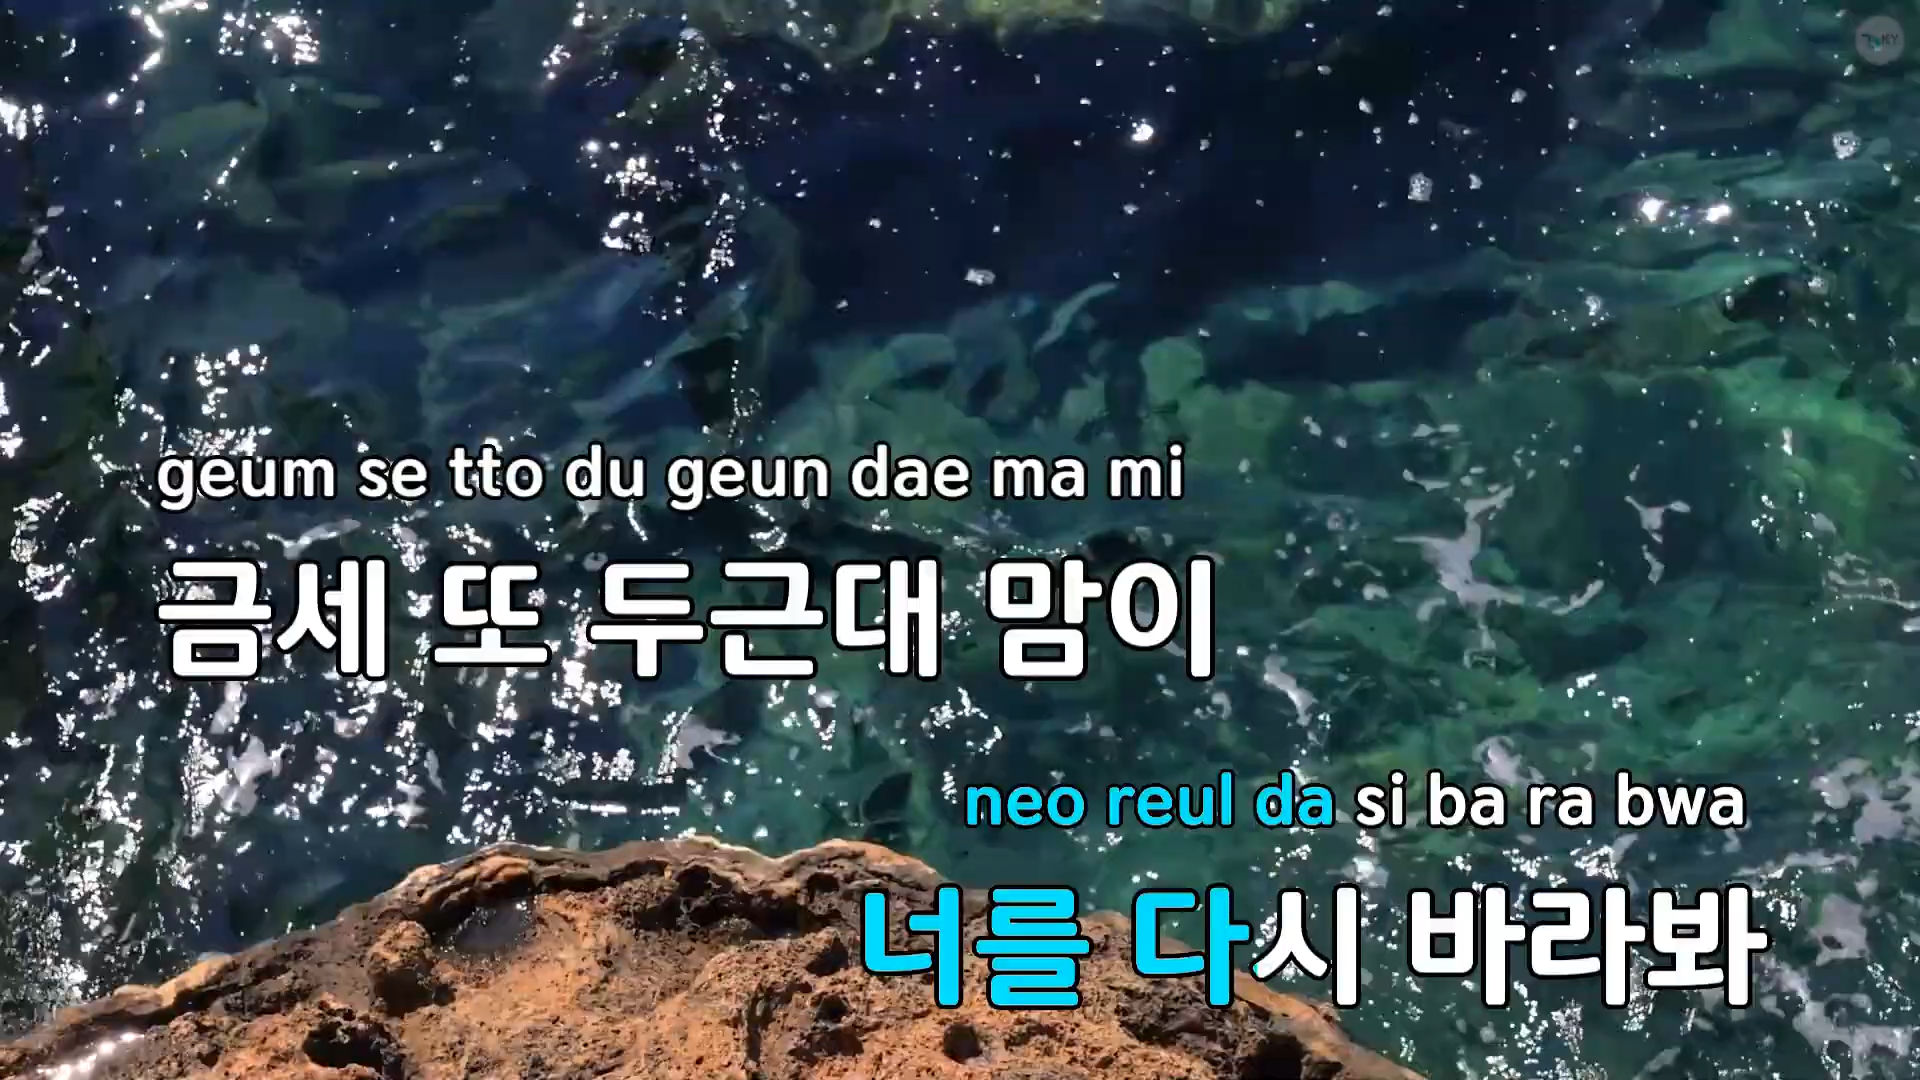 geum se tto du geun dae ma mi
금세 또 두근대 맘이
neo reul da si ba ra bwa
너를 다시 바라봐